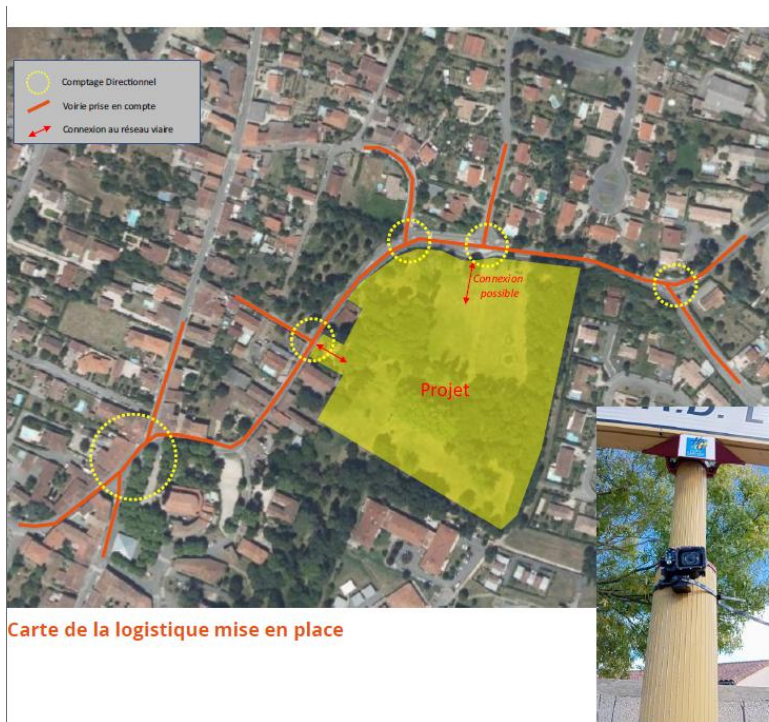 Comptage Directionnel
Voirie prise en compte
Connexion au réseau viaire
Connexion
possible
Projet
Carte de la logistique mise en place